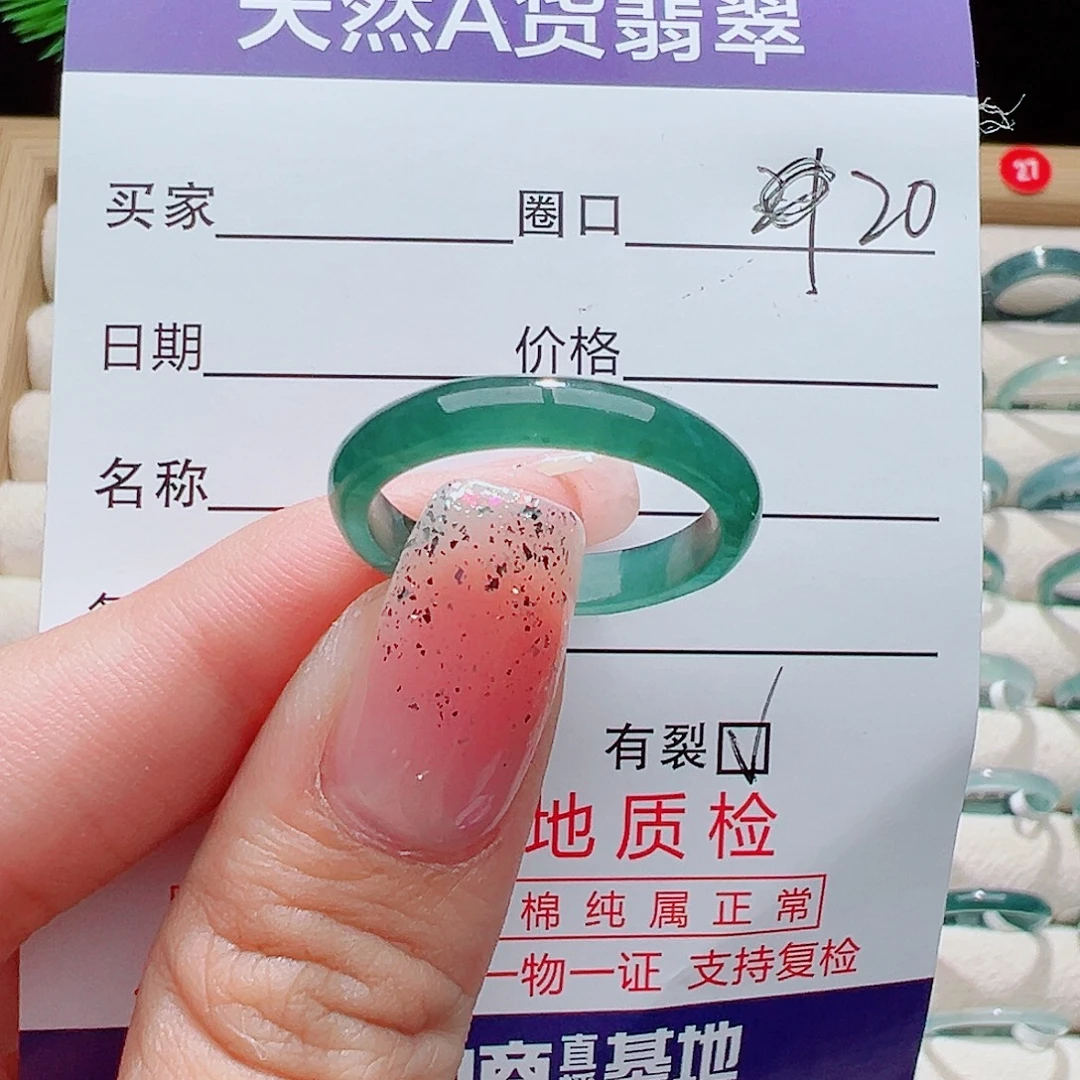 天然A货翡翠
买家 圈口 20
日期 价格
名称
有裂
地质检
棉纯属正常
一物一证 支持复检
基地